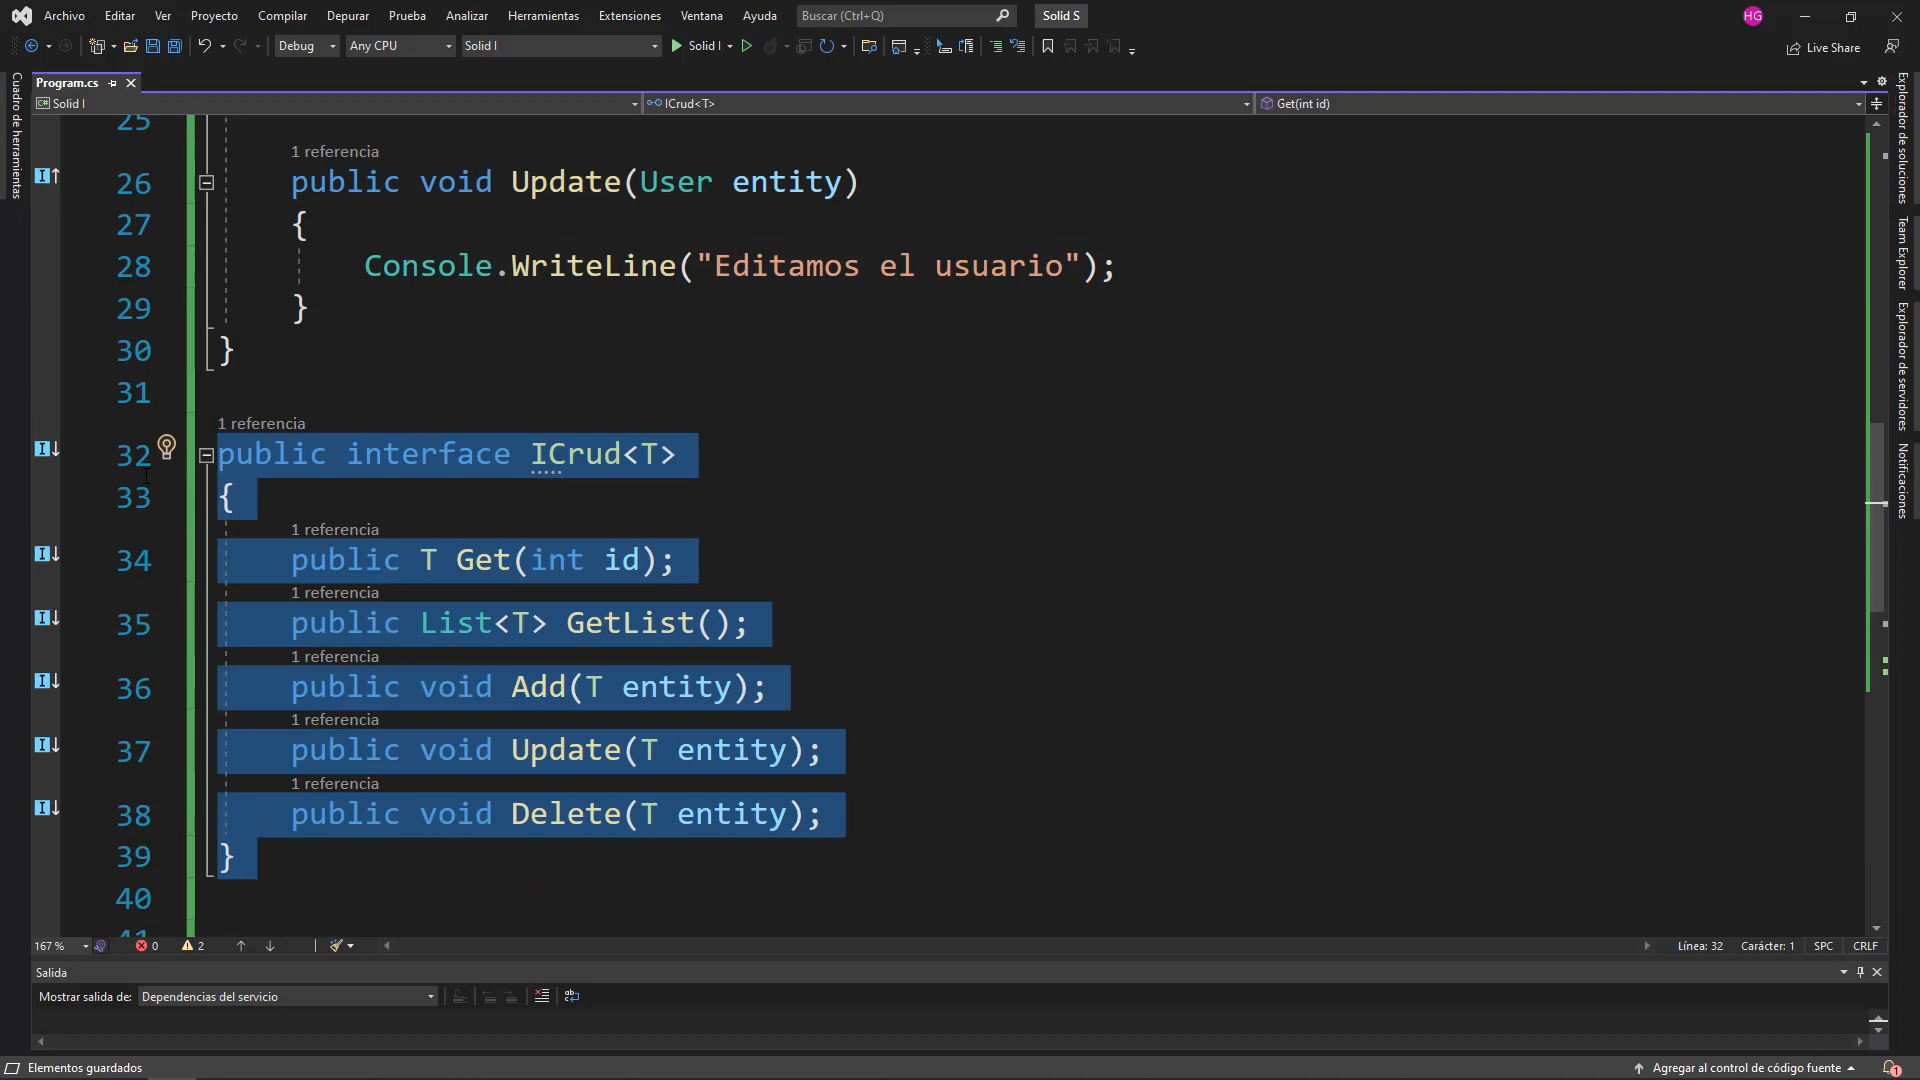 Archivo Editar Ver Proyecto Compilar Depurar Prueba Analizar Herramientas Extensiones Ventana Ayuda Buscar (Ctrl+Q) Solid S HG
Debug Any CPU Solid I Solid I Live Share
Program.cs
Solid I ICrud<T> Get(int id)
Cuadro de herramientas
25
1 referencia
26 public void Update(User entity)
27 {
28 Console.WriteLine("Editamos el usuario");
29 }
30 }
31
1 referencia
32 public interface ICrud<T>
33 {
1 referencia
34 public T Get(int id);
1 referencia
35 public List<T> GetList();
1 referencia
36 public void Add(T entity);
1 referencia
37 public void Update(T entity);
1 referencia
38 public void Delete(T entity);
39 }
40
41
Explorador de soluciones
Team Explorer
Explorador de servidores
Notificaciones
167 % 0 2 Línea: 32 Carácter: 1 SPC CRLF
Salida
Mostrar salida de: Dependencias del servicio
Elementos guardados Agregar al control de código fuente 1